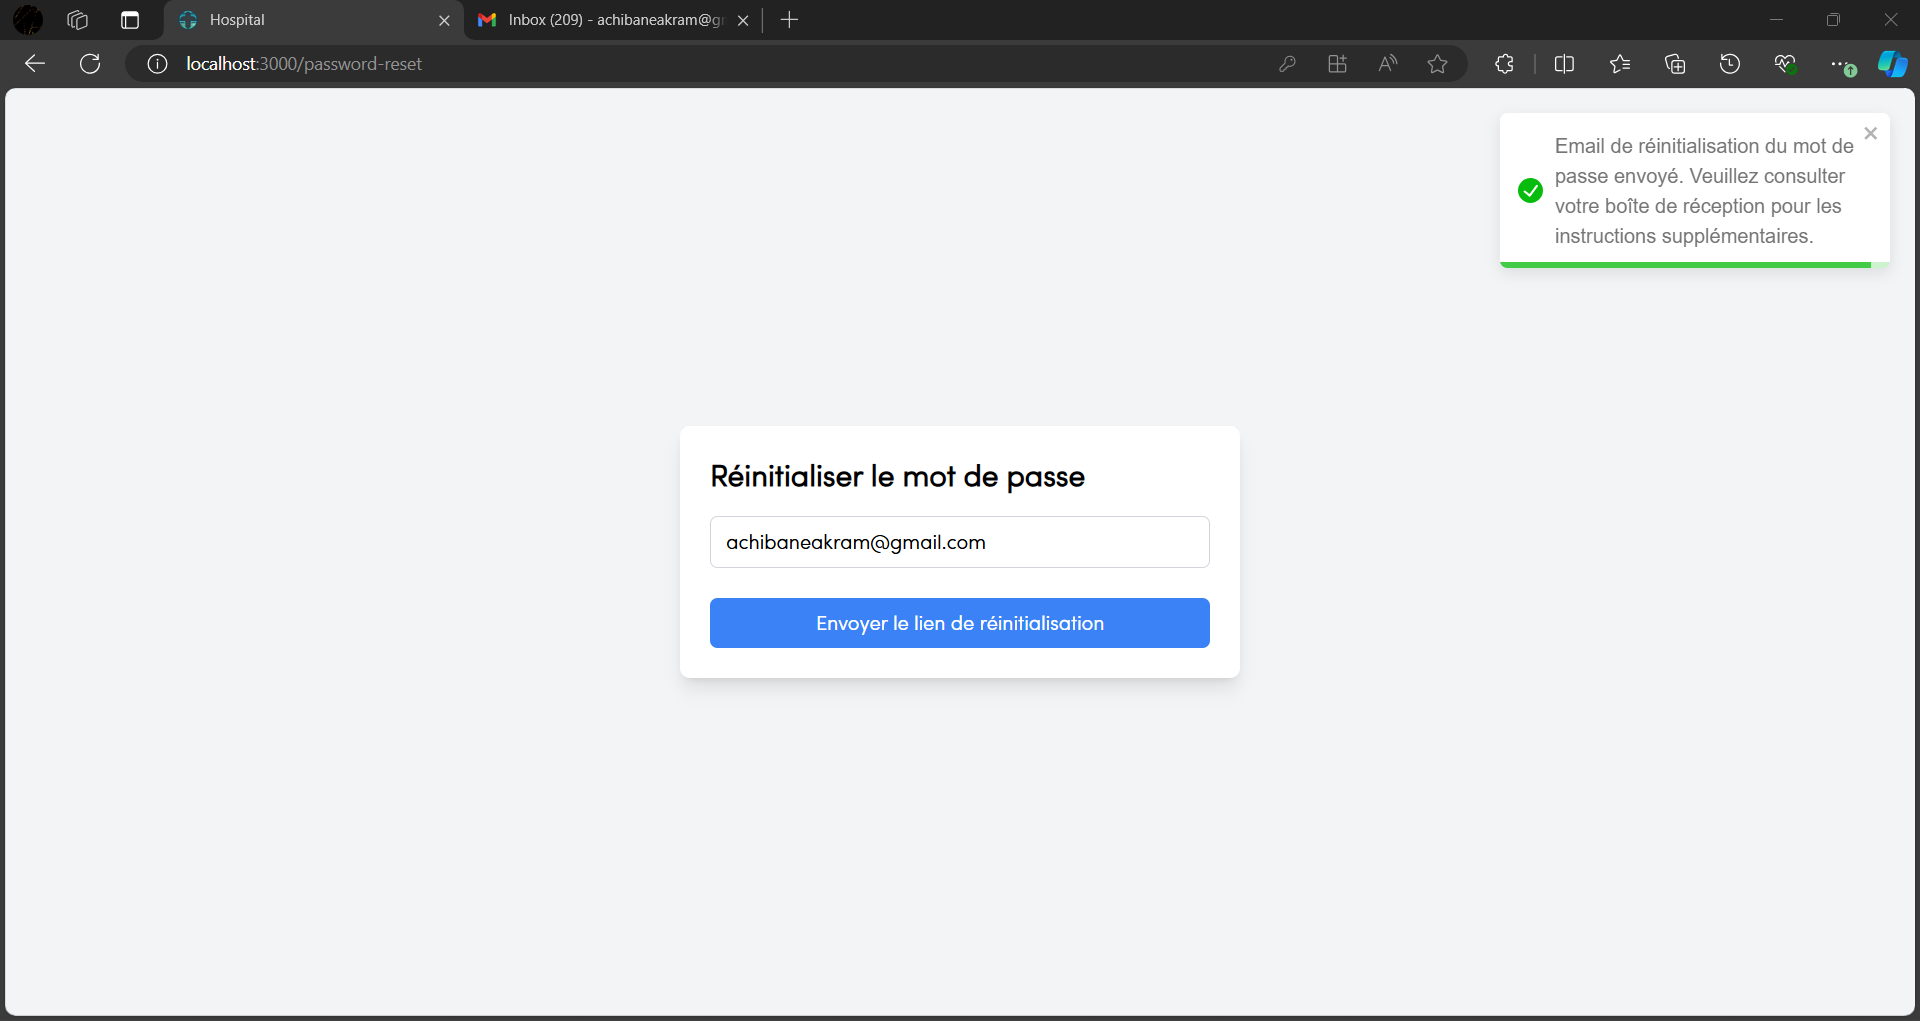 Hospital
Inbox (209) - achibaneakram@g
localhost:3000/password-reset
Email de réinitialisation du mot de
passe envoyé. Veuillez consulter
votre boîte de réception pour les
instructions supplémentaires.
Réinitialiser le mot de passe
achibaneakram@gmail.com
Envoyer le lien de réinitialisation